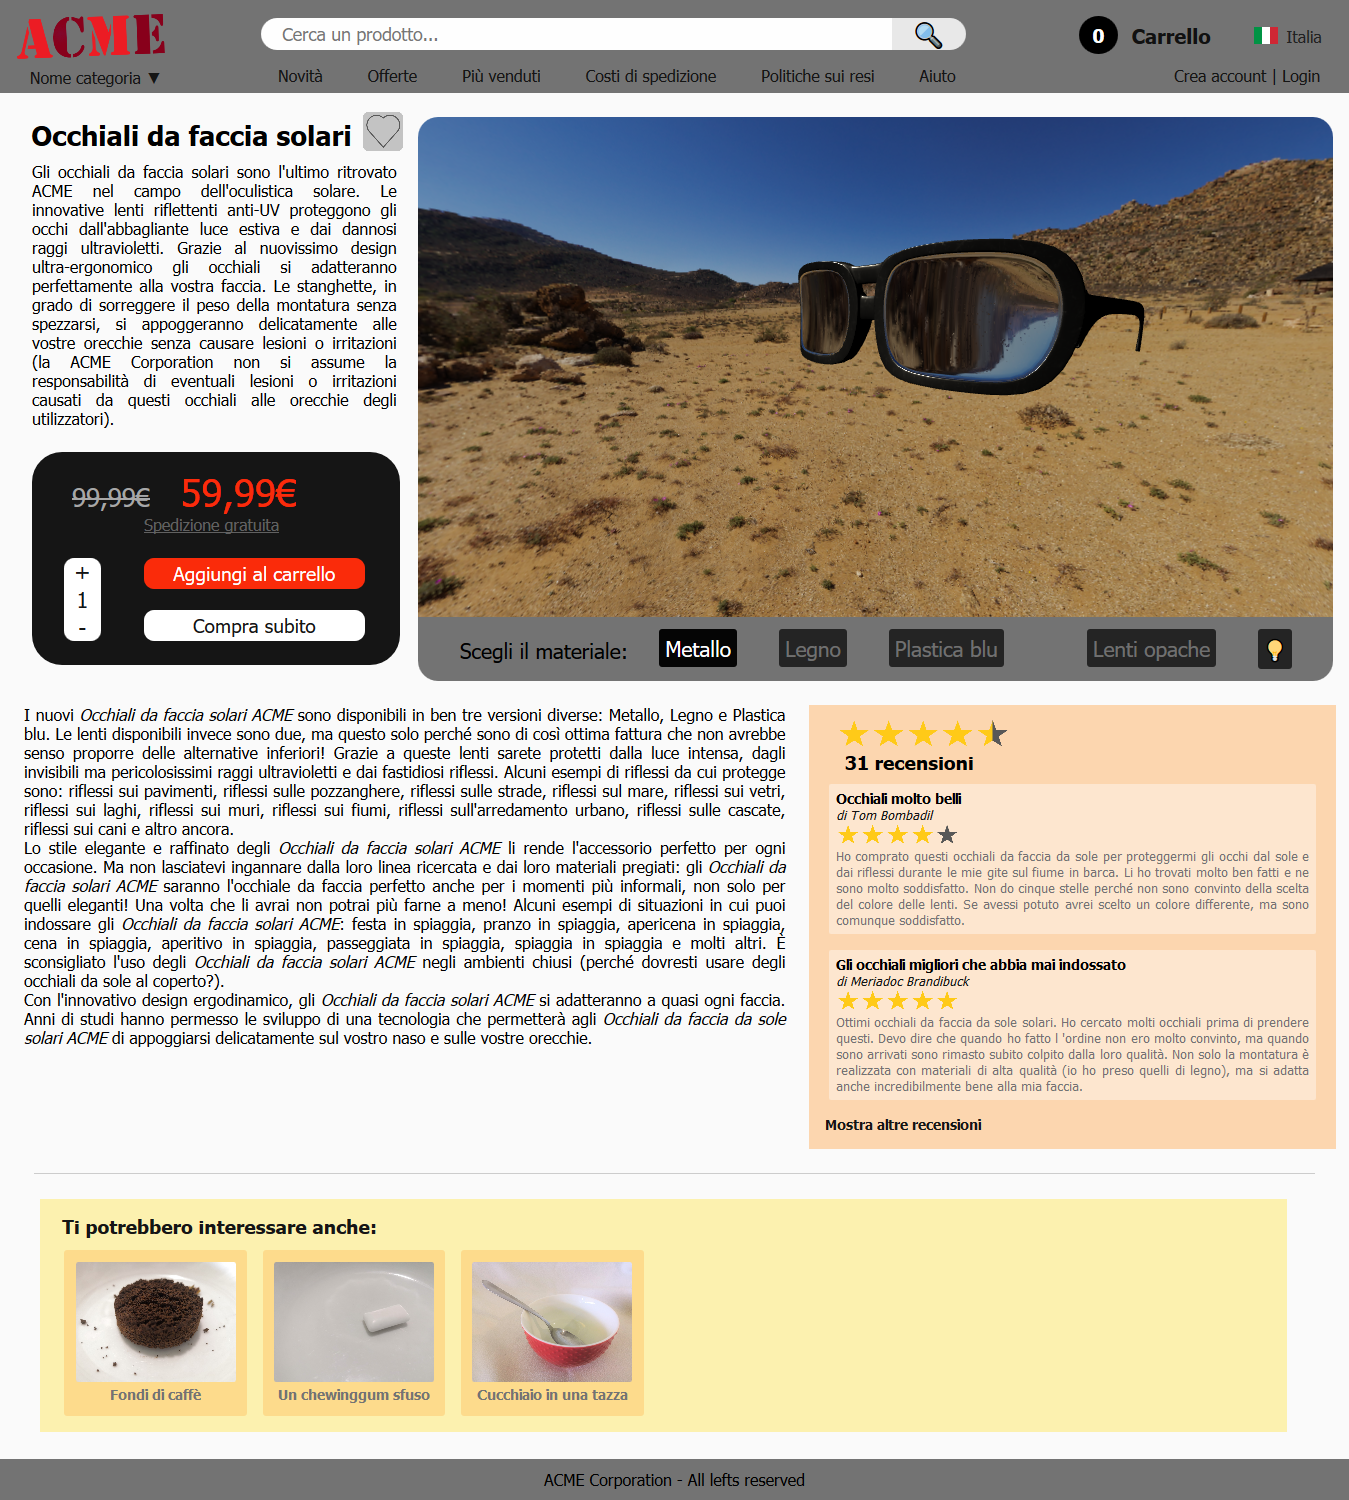 ACME
Cerca un prodotto...
0 Carrello
Italia
Nome categoria ▼
Novità Offerte Più venduti Costi di spedizione Politiche sui resi Aiuto
Crea account | Login
Occhiali da faccia solari
Gli occhiali da faccia solari sono l'ultimo ritrovato
ACME nel campo dell'oculistica solare. Le
innovative lenti riflettenti anti-UV proteggono gli
occhi dall'abbagliante luce estiva e dai dannosi
raggi ultravioletti. Grazie al nuovissimo design
ultra-ergonomico gli occhiali si adatteranno
perfettamente alla vostra faccia. Le stanghette, in
grado di sorreggere il peso della montatura senza
spezzarsi, si appoggeranno delicatamente alle
vostre orecchie senza causare lesioni o irritazioni
(la ACME Corporation non si assume la
responsabilità di eventuali lesioni o irritazioni
causati da questi occhiali alle orecchie degli
utilizzatori).
99,99€ 59,99€
Spedizione gratuita
+
1
-
Aggiungi al carrello
Compra subito
Scegli il materiale: Metallo Legno Plastica blu Lenti opache
I nuovi Occhiali da faccia solari ACME sono disponibili in ben tre versioni diverse: Metallo, Legno e Plastica
blu. Le lenti disponibili invece sono due, ma questo solo perché sono di così ottima fattura che non avrebbe
senso proporre delle alternative inferiori! Grazie a queste lenti sarete protetti dalla luce intensa, dagli
invisibili ma pericolosissimi raggi ultravioletti e dai fastidiosi riflessi. Alcuni esempi di riflessi da cui protegge
sono: riflessi sui pavimenti, riflessi sulle pozzanghere, riflessi sulle strade, riflessi sul mare, riflessi sui vetri,
riflessi sui laghi, riflessi sui muri, riflessi sui fiumi, riflessi sull'arredamento urbano, riflessi sulle cascate,
riflessi sui cani e altro ancora.
Lo stile elegante e raffinato degli Occhiali da faccia solari ACME li rende l'accessorio perfetto per ogni
occasione. Ma non lasciatevi ingannare dalla loro linea ricercata e dai loro materiali pregiati: gli Occhiali da
faccia solari ACME saranno l'occhiale da faccia perfetto anche per i momenti più informali, non solo per
quelli eleganti! Una volta che li avrai non potrai più farne a meno! Alcuni esempi di situazioni in cui puoi
indossare gli Occhiali da faccia solari ACME: festa in spiaggia, pranzo in spiaggia, apericena in spiaggia,
cena in spiaggia, aperitivo in spiaggia, passeggiata in spiaggia, spiaggia in spiaggia e molti altri. È
sconsigliato l'uso degli Occhiali da faccia solari ACME negli ambienti chiusi (perché dovresti usare degli
occhiali da sole al coperto?).
Con l'innovativo design ergodinamico, gli Occhiali da faccia solari ACME si adatteranno a quasi ogni faccia.
Anni di studi hanno permesso le sviluppo di una tecnologia che permetterà agli Occhiali da faccia da sole
solari ACME di appoggiarsi delicatamente sul vostro naso e sulle vostre orecchie.
31 recensioni
Occhiali molto belli
di Tom Bombadil
Ho comprato questi occhiali da faccia da sole per proteggermi gli occhi dal sole e
dai riflessi durante le mie gite sul fiume in barca. Li ho trovati molto ben fatti e ne
sono molto soddisfatto. Non do cinque stelle perché non sono convinto della scelta
del colore delle lenti. Se avessi potuto avrei scelto un colore differente, ma sono
comunque soddisfatto.
Gli occhiali migliori che abbia mai indossato
di Meriadoc Brandibuck
Ottimi occhiali da faccia da sole solari. Ho cercato molti occhiali prima di prendere
questi. Devo dire che quando ho fatto l 'ordine non ero molto convinto, ma quando
sono arrivati sono rimasto subito colpito dalla loro qualità. Non solo la montatura è
realizzata con materiali di alta qualità (io ho preso quelli di legno), ma si adatta
anche incredibilmente bene alla mia faccia.
Mostra altre recensioni
Ti potrebbero interessare anche:
Fondi di caffè
Un chewinggum sfuso
Cucchiaio in una tazza
ACME Corporation - All lefts reserved